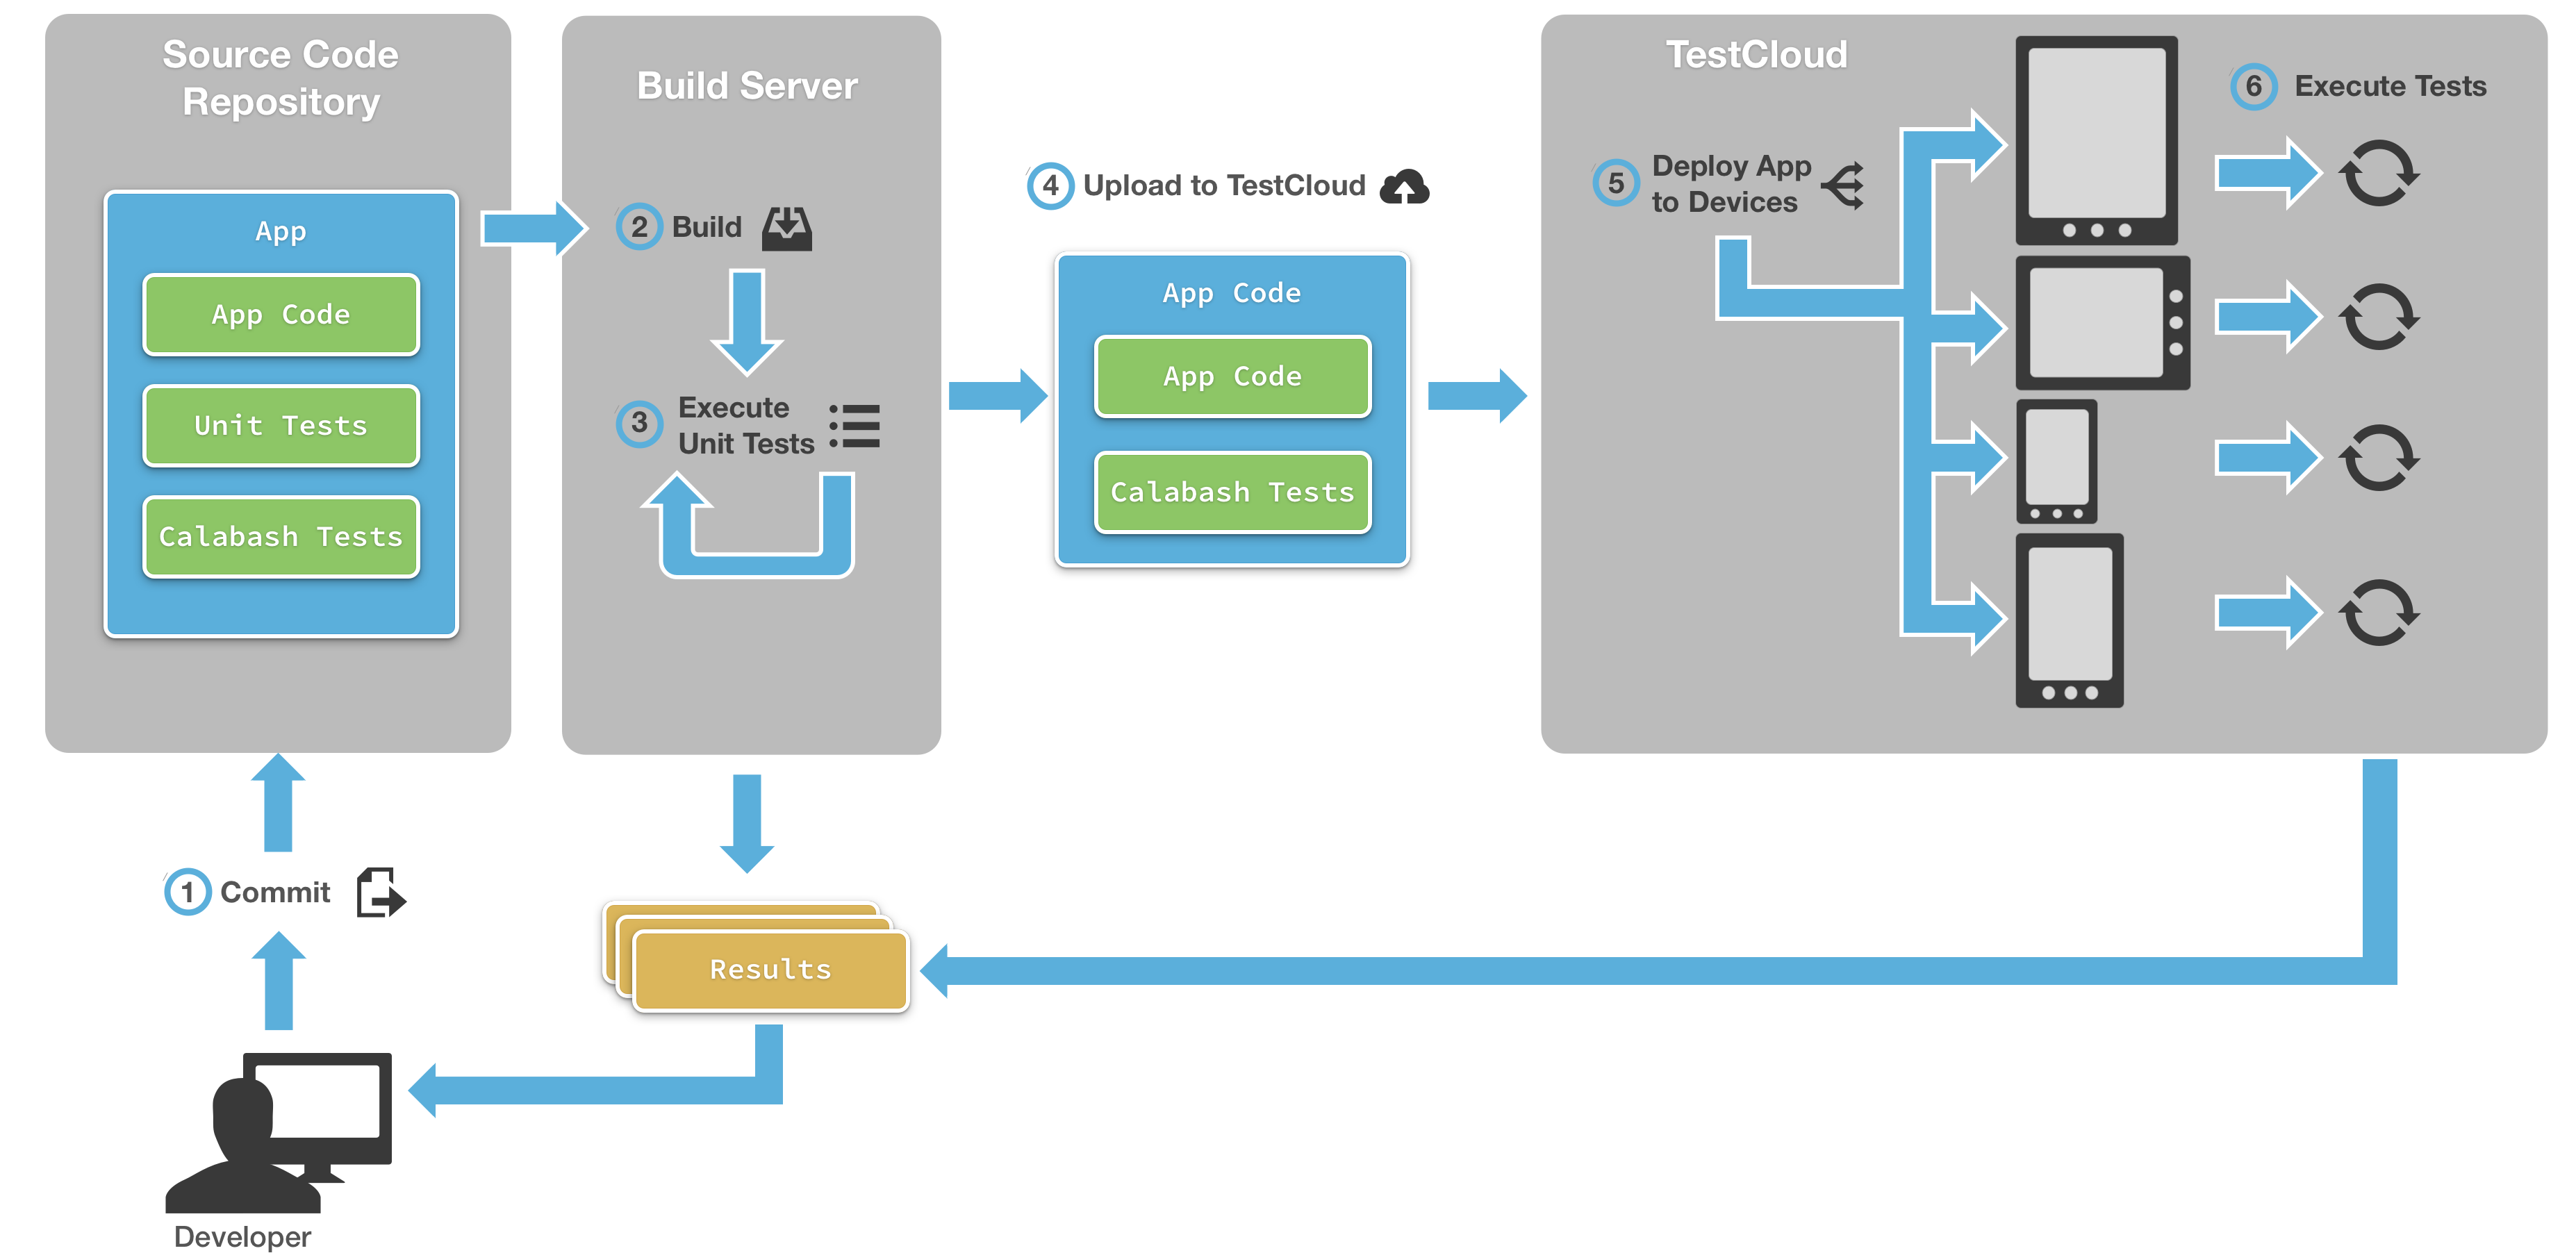 Source Code
Repository
App
App Code
Unit Tests
Calabash Tests
Build Server
2 Build
3 Execute
Unit Tests
4 Upload to TestCloud
App Code
App Code
Calabash Tests
TestCloud
5 Deploy App
to Devices
6 Execute Tests
1 Commit
Results
Developer